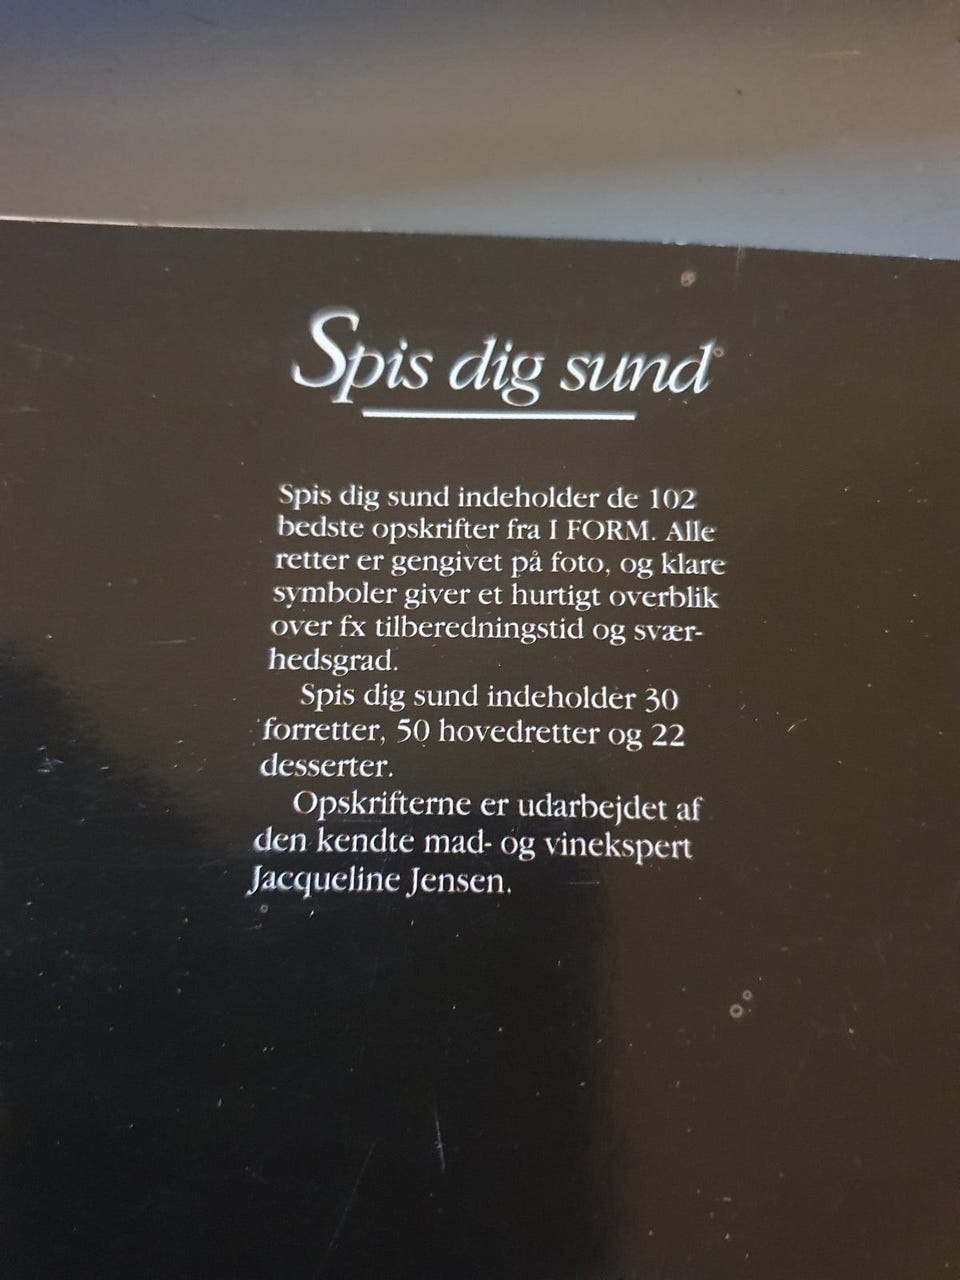 Spis dig sund
Spis dig sund indeholder de 102
bedste opskrifter fra I FORM. Alle
retter er gengivet på foto, og klare
symboler giver et hurtigt overblik
over fx tilberedningstid og svær-
hedsgrad.
Spis dig sund indeholder 30
forretter, 50 hovedretter og 22
desserter.
Opskrifterne er udarbejdet af
den kendte mad- og vinekspert
Jacqueline Jensen.